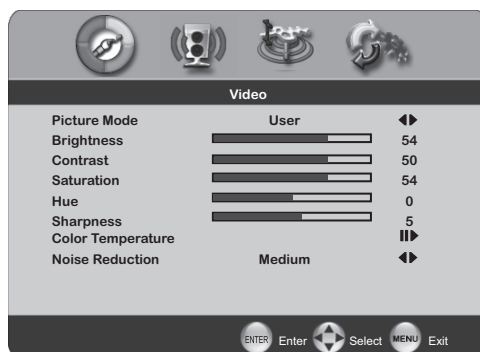 Video
Picture Mode User
Brightness 54
Contrast 50
Saturation 54
Hue 0
Sharpness 5
Color Temperature
Noise Reduction Medium
ENTER Enter Select MENU Exit